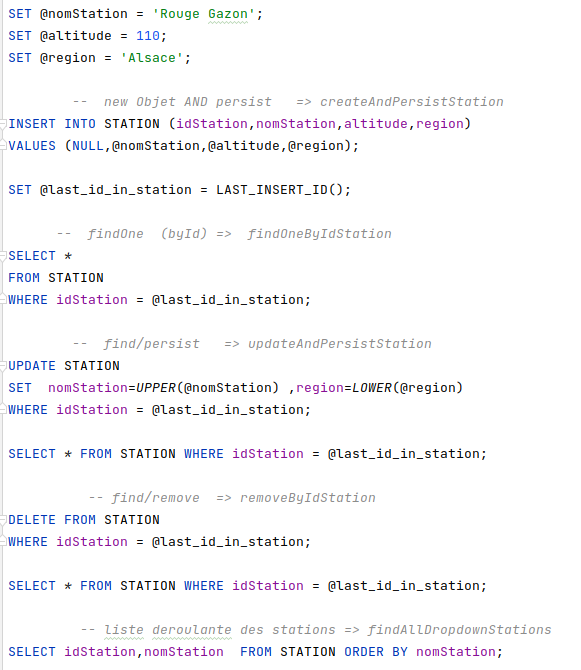 SET @nomStation = 'Rouge Gazon';
SET @altitude = 110;
SET @region = 'Alsace';
-- new Objet AND persist => createAndPersistStation
INSERT INTO STATION (idStation,nomStation,altitude,region)
VALUES (NULL,@nomStation,@altitude,@region);
SET @last_id_in_station = LAST_INSERT_ID();
-- findOne (byId) => findOneByIdStation
SELECT *
FROM STATION
WHERE idStation = @last_id_in_station;
-- find/persist => updateAndPersistStation
UPDATE STATION
SET nomStation=UPPER(@nomStation) ,region=LOWER(@region)
WHERE idStation = @last_id_in_station;
SELECT * FROM STATION WHERE idStation = @last_id_in_station;
-- find/remove => removeByIdStation
DELETE FROM STATION
WHERE idStation = @last_id_in_station;
SELECT * FROM STATION WHERE idStation = @last_id_in_station;
-- liste deroulante des stations => findAllDropdownStations
SELECT idStation,nomStation FROM STATION ORDER BY nomStation;